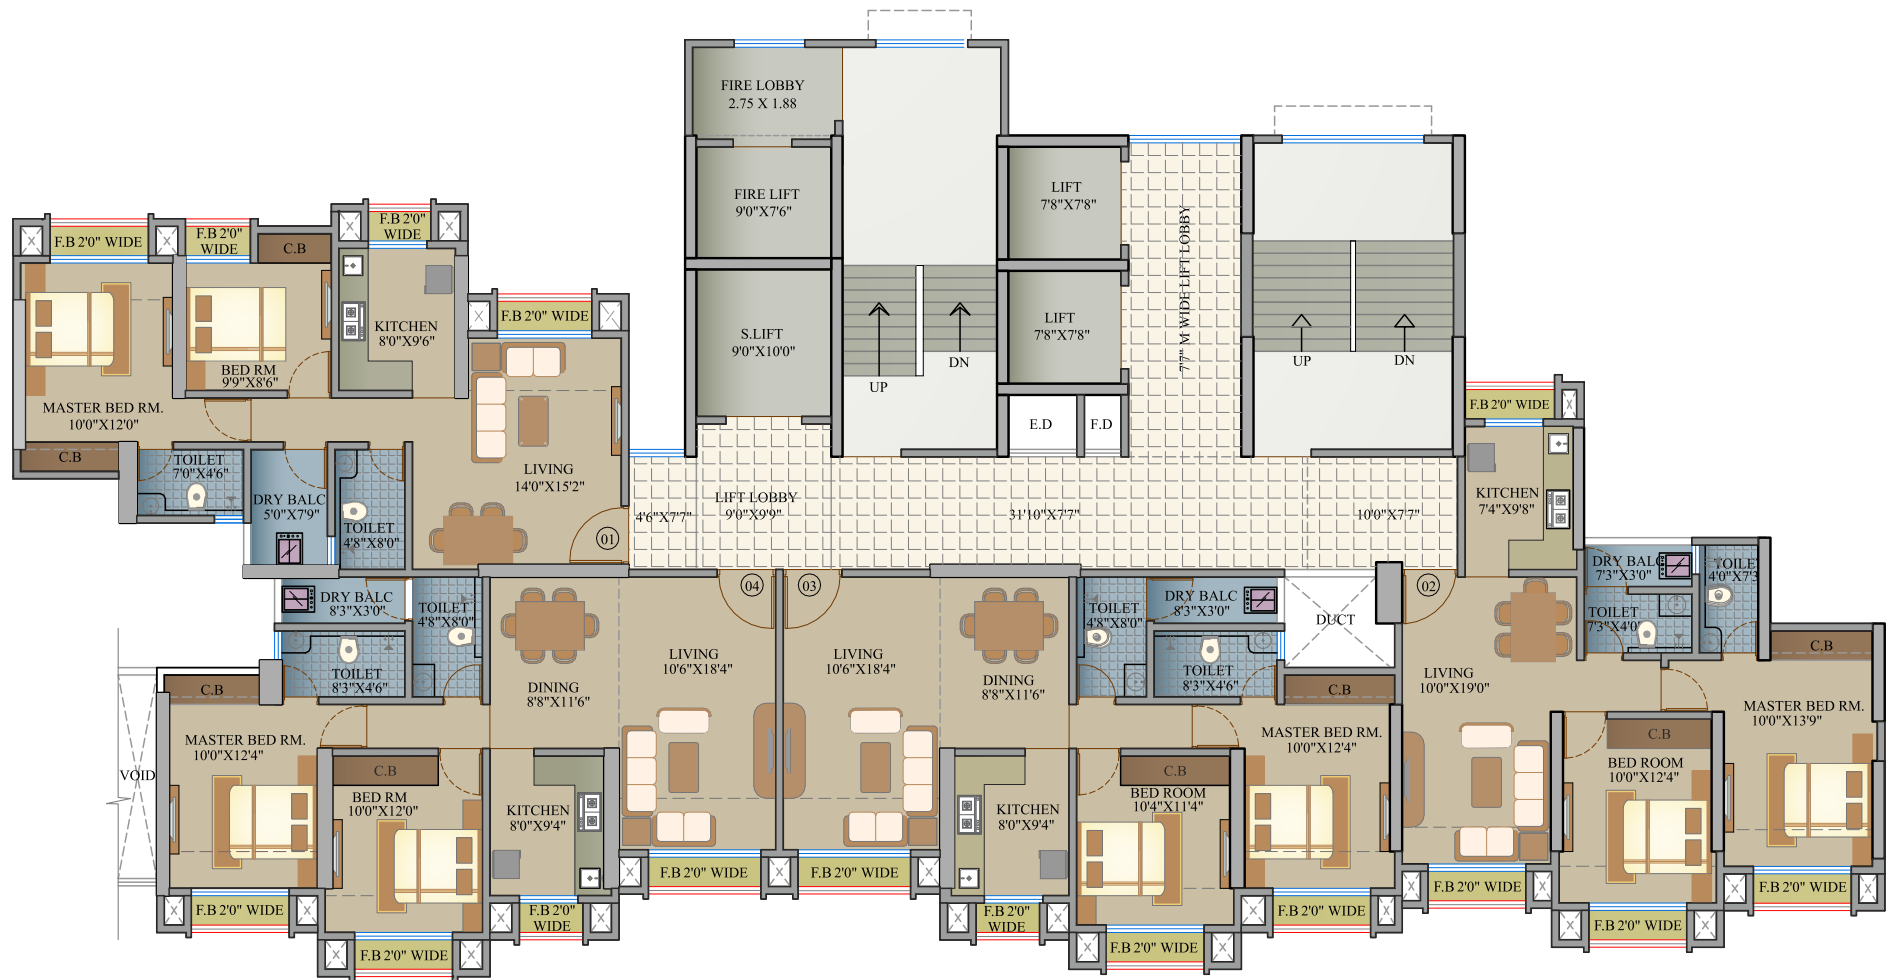 FIRE LOBBY
2.75 X 1.88
FIRE LIFT
9'0"X7'6"
S.LIFT
9'0"X10'0"
UP
DN
LIFT
7'8"X7'8"
LIFT
7'8"X7'8"
E.D
F.D
7'7" M WIDE LIFT LOBBY
UP
DN
F.B 2'0" WIDE
F.B 2'0"
WIDE
C.B
F.B 2'0"
WIDE
F.B 2'0" WIDE
KITCHEN
8'0"X9'6"
BED RM
9'9"X8'6"
MASTER BED RM.
10'0"X12'0"
C.B
TOILET
7'0"X4'6"
DRY BALC
5'0"X7'9"
TOILET
4'8"X8'0"
LIVING
14'0"X15'2"
01
4'6"X7'7"
LIFT LOBBY
9'0"X9'9"
31'10"X7'7"
10'0"X7'7"
F.B 2'0" WIDE
KITCHEN
7'4"X9'8"
DRY BALC
7'3"X3'0"
TOILET
4'0"X7'3
TOILET
7'3"X4'0"
02
LIVING
10'0"X19'0"
C.B
MASTER BED RM.
10'0"X13'9"
C.B
BED ROOM
10'0"X12'4"
F.B 2'0" WIDE
F.B 2'0" WIDE
F.B 2'0" WIDE
DRY BALC
8'3"X3'0"
TOILET
4'8"X8'0"
TOILET
8'3"X4'6"
04
03
LIVING
10'6"X18'4"
DINING
8'8"X11'6"
C.B
MASTER BED RM.
10'0"X12'4"
VOID
C.B
BED RM
10'0"X12'0"
KITCHEN
8'0"X9'4"
F.B 2'0" WIDE
F.B 2'0" WIDE
F.B 2'0"
WIDE
F.B 2'0" WIDE
LIVING
10'6"X18'4"
DINING
8'8"X11'6"
TOILET
4'8"X8'0"
DRY BALC
8'3"X3'0"
TOILET
8'3"X4'6"
DUCT
C.B
MASTER BED RM.
10'0"X12'4"
C.B
BED ROOM
10'4"X11'4"
KITCHEN
8'0"X9'4"
F.B 2'0" WIDE
F.B 2'0"
WIDE
F.B 2'0" WIDE
F.B 2'0" WIDE